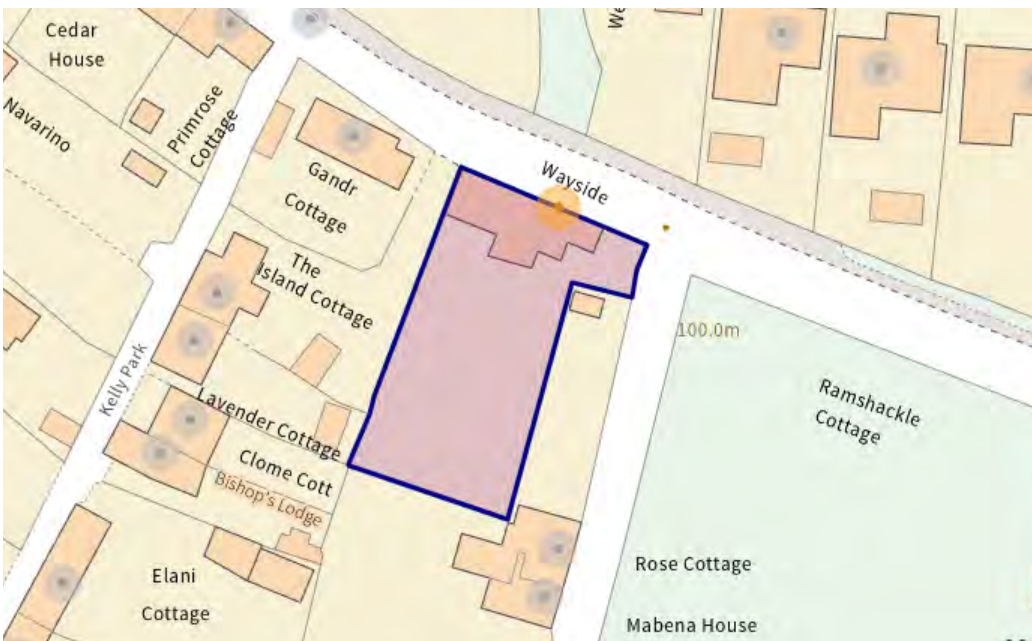 Cedar
House
Navarino
Primrose
Cottage
We
Gandr
Cottage
Wayside
The
Island Cottage
100.0m
Kelly Park
Lavender Cottage
Clome Cott
Bishop's Lodge
Ramshackle
Cottage
Elani
Cottage
Rose Cottage
Mabena House